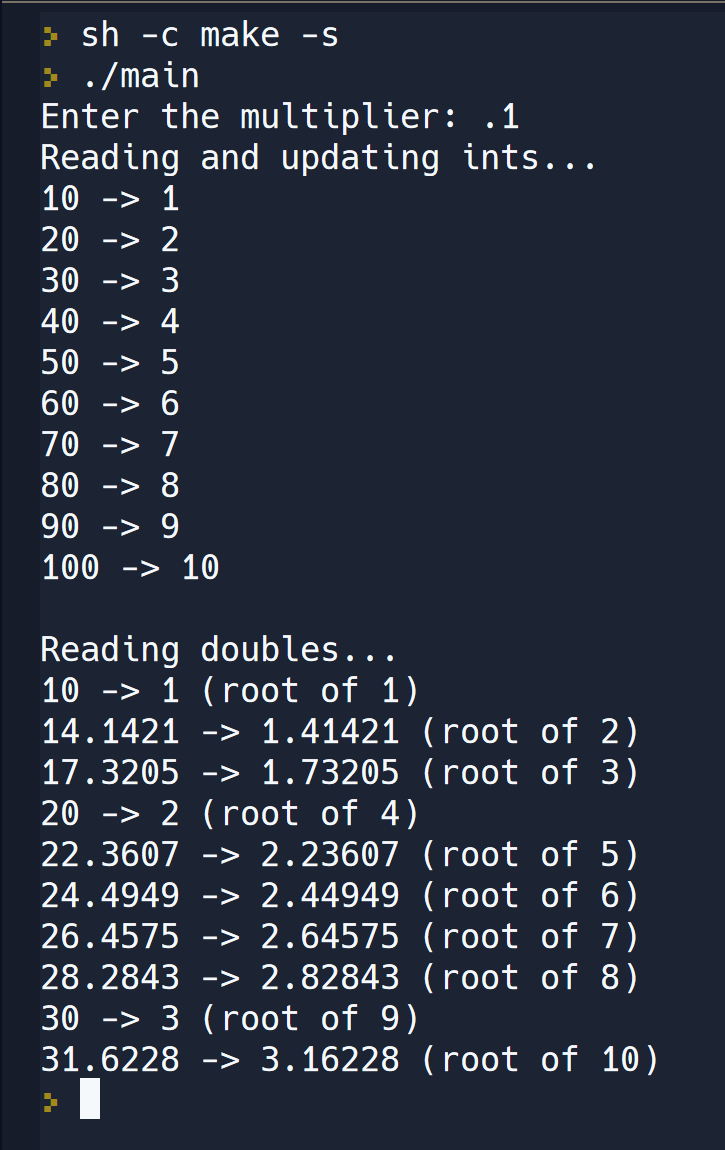 > sh -c make -s
> ./main
Enter the multiplier: .1
Reading and updating ints...
10 -> 1
20 -> 2
30 -> 3
40 -> 4
50 -> 5
60 -> 6
70 -> 7
80 -> 8
90 -> 9
100 -> 10

Reading doubles...
10 -> 1 (root of 1)
14.1421 -> 1.41421 (root of 2)
17.3205 -> 1.73205 (root of 3)
20 -> 2 (root of 4)
22.3607 -> 2.23607 (root of 5)
24.4949 -> 2.44949 (root of 6)
26.4575 -> 2.64575 (root of 7)
28.2843 -> 2.82843 (root of 8)
30 -> 3 (root of 9)
31.6228 -> 3.16228 (root of 10)
>